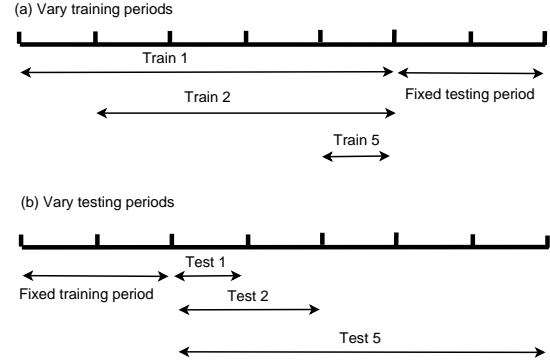 (a) Vary training periods
Train 1
Train 2
Fixed testing period
Train 5
(b) Vary testing periods
Test 1
Fixed training period
Test 2
Test 5